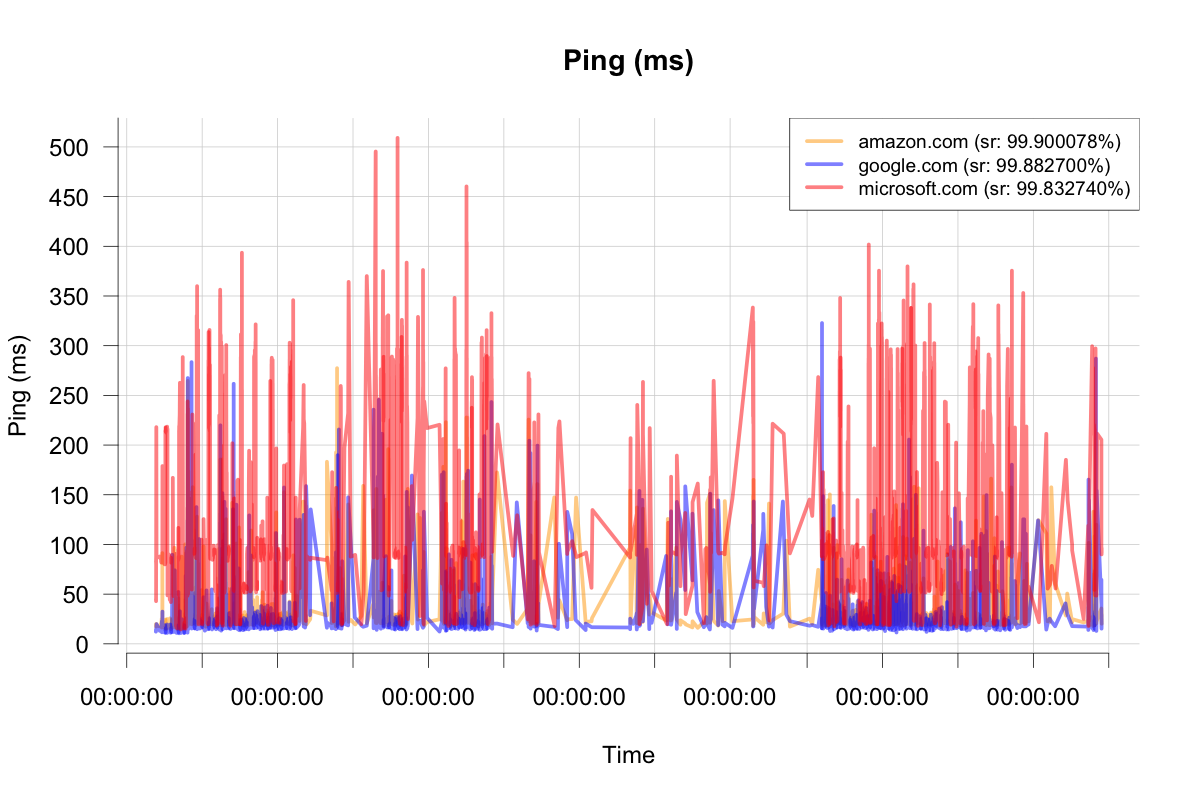 Ping (ms)
amazon.com (sr: 99.900078%)
google.com (sr: 99.882700%)
microsoft.com (sr: 99.832740%)
500
450
400
350
300
250
200
150
100
50
0
Ping (ms)
00:00:00 00:00:00 00:00:00 00:00:00 00:00:00 00:00:00 00:00:00
Time